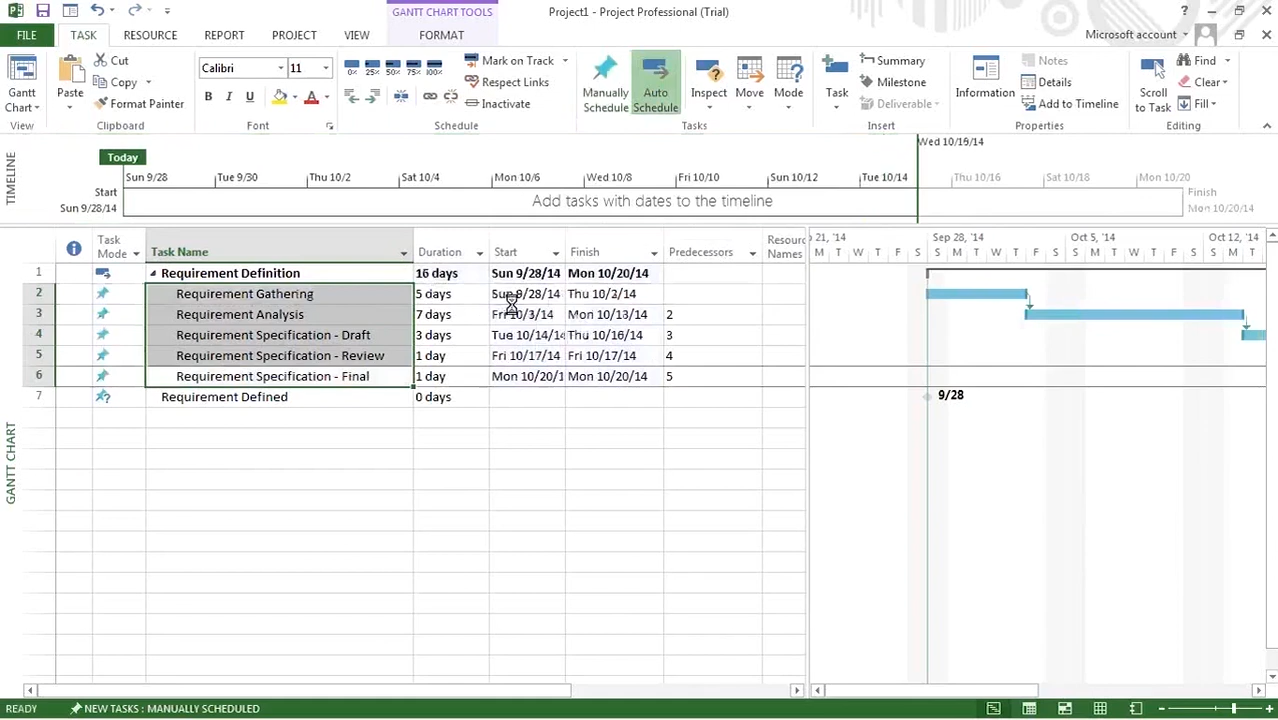 GANTT CHART TOOLS
Project1 - Project Professional (Trial)
FILE TASK RESOURCE REPORT PROJECT VIEW FORMAT
Microsoft account
Gantt Chart
View
Paste
Cut
Copy
Format Painter
Clipboard
Calibri 11
B I U A
Font
0% 25% 50% 75% 100%
Mark on Track
Respect Links
Inactivate
Schedule
Manually Schedule
Auto Schedule
Inspect
Move
Mode
Tasks
Task
Summary
Milestone
Deliverable
Insert
Information
Notes
Details
Add to Timeline
Properties
Scroll to Task
Find
Clear
Fill
Editing
TIMELINE
Today
Sun 9/28 Tue 9/30 Thu 10/2 Sat 10/4 Mon 10/6 Wed 10/8 Fri 10/10 Sun 10/12 Tue 10/14 Thu 10/16 Sat 10/18 Mon 10/20
Start
Sun 9/28/14
Add tasks with dates to the timeline
Finish
Mon 10/20/14
GANTT CHART
Task Mode Task Name Duration Start Finish Predecessors Resource Names
21, '14 Sep 28, '14 Oct 5, '14 Oct 12, '14
M T W T F S S M T W T F S S M T W T F S S M T
1 Requirement Definition 16 days Sun 9/28/14 Mon 10/20/14
2 Requirement Gathering 5 days Sun 9/28/14 Thu 10/2/14
3 Requirement Analysis 7 days Fri 10/3/14 Mon 10/13/14 2
4 Requirement Specification - Draft 3 days Tue 10/14/14 Thu 10/16/14 3
5 Requirement Specification - Review 1 day Fri 10/17/14 Fri 10/17/14 4
6 Requirement Specification - Final 1 day Mon 10/20/1 Mon 10/20/14 5
7 Requirement Defined 0 days
9/28
READY NEW TASKS : MANUALLY SCHEDULED